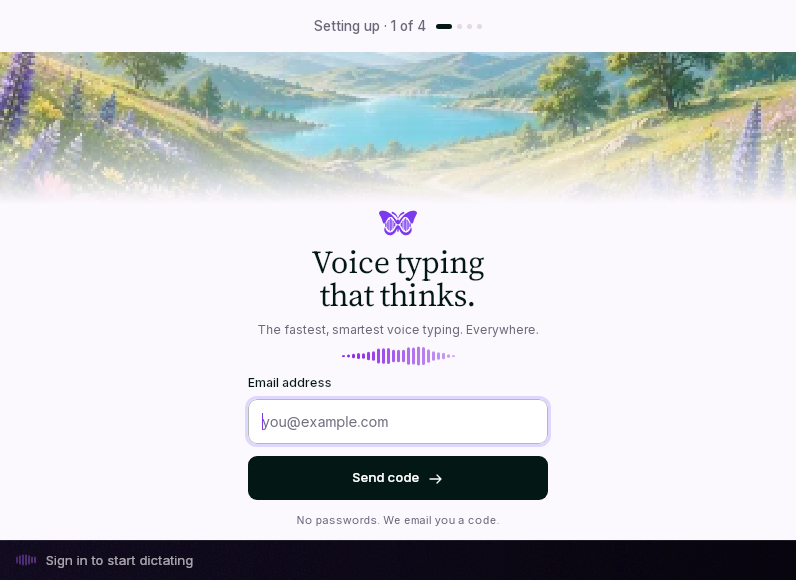 Setting up · 1 of 4
Voice typing
that thinks.
The fastest, smartest voice typing. Everywhere.
Email address
you@example.com
Send code →
No passwords. We email you a code.
Sign in to start dictating